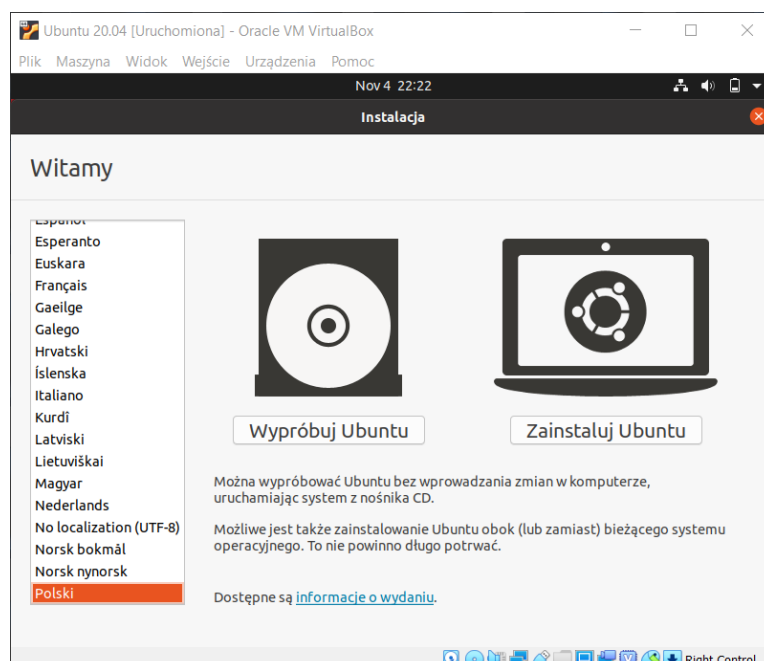 Ubuntu 20.04 [Uruchomiona] - Oracle VM VirtualBox
Plik Maszyna Widok Wejście Urządzenia Pomoc
Nov 4 22:22
Instalacja
Witamy
Español
Esperanto
Euskara
Français
Gaeilge
Galego
Hrvatski
Íslenska
Italiano
Kurdî
Latviski
Lietuviškai
Magyar
Nederlands
No localization (UTF-8)
Norsk bokmål
Norsk nynorsk
Polski
Wypróbuj Ubuntu
Zainstaluj Ubuntu
Można wypróbować Ubuntu bez wprowadzania zmian w komputerze,
uruchamiając system z nośnika CD.
Możliwe jest także zainstalowanie Ubuntu obok (lub zamiast) bieżącego systemu
operacyjnego. To nie powinno długo potrwać.
Dostępne są informacje o wydaniu.
Right Control